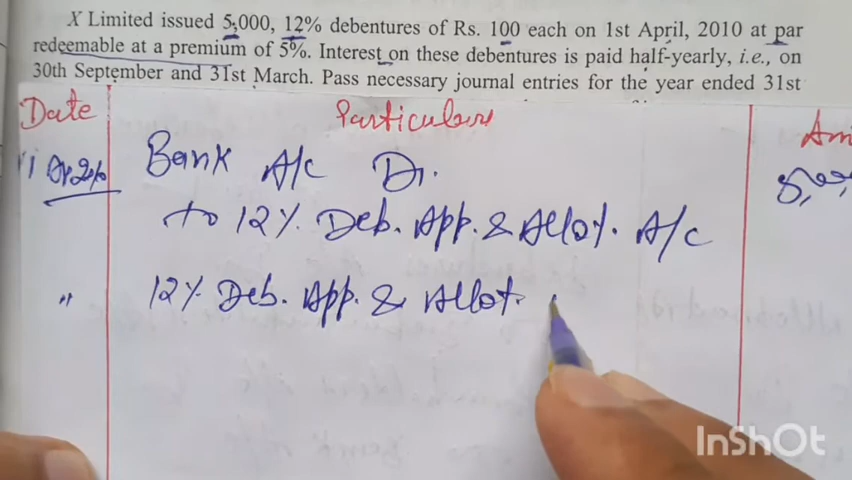 X Limited issued 5,000, 12% debentures of Rs. 100 each on 1st April, 2010 at par
redeemable at a premium of 5%. Interest on these debentures is paid half-yearly, i.e., on
30th September and 31st March. Pass necessary journal entries for the year ended 31st
Date Particulars Am
Bank A/c Dr.
to 12% Deb. App. & Allot. A/c
" 12% Deb. App. & Allot.
InShOt